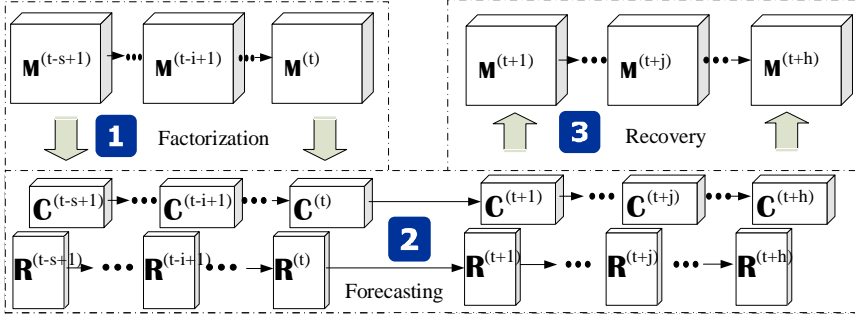 M^(t-s+1) ••• M^(t-i+1) ••• M^(t)
M^(t+1) ••• M^(t+j) ••• M^(t+h)
1 Factorization
3 Recovery
C^(t-s+1) ••• C^(t-i+1) ••• C^(t) C^(t+1) ••• C^(t+j) ••• C^(t+h)
2
R^(t-s+1) ••• R^(t-i+1) ••• R^(t) R^(t+1) ••• R^(t+j) ••• R^(t+h)
Forecasting